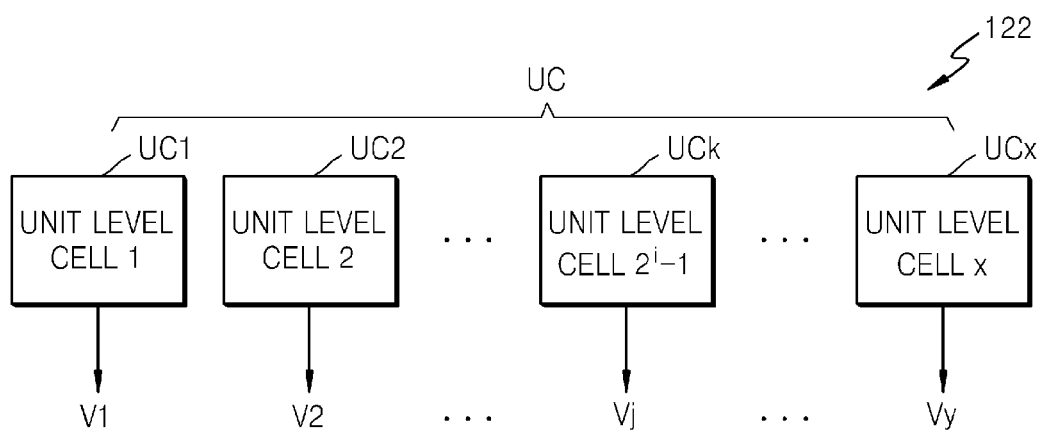 122
UC
UC1 UC2 UCk UCx
UNIT LEVEL CELL 1
UNIT LEVEL CELL 2
. . .
UNIT LEVEL CELL 2ⁱ-1
. . .
UNIT LEVEL CELL x
V1 V2 . . . Vj . . . Vy